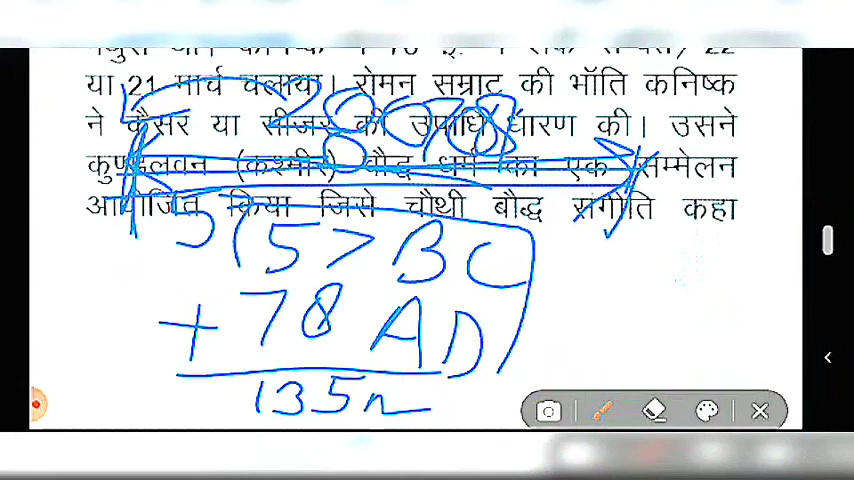 या 21 मार्च चलाया। रोमन सम्राट की भाँति कनिष्क
ने कैसर या सीजर की उपाधि धारण की। उसने
कुण्डलवन (कश्मीर) बौद्ध धर्म का एक सम्मेलन
आयोजित किया जिसे चौथी बौद्ध संगीति कहा
57 BC
+ 78 AD
135